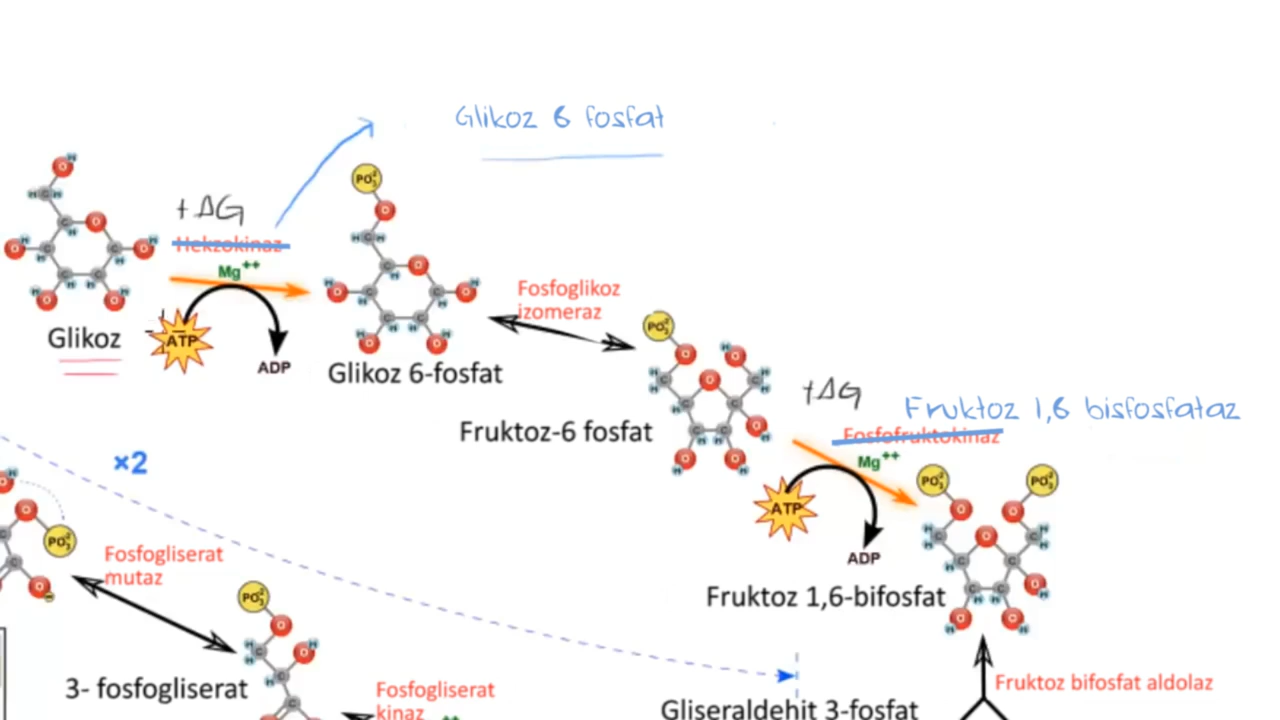 Glikoz 6 fosfat
+ΔG
Hekzokinaz
Mg++
ATP
ADP
Glikoz
Glikoz 6-fosfat
Fosfoglikoz
izomeraz
Fruktoz-6 fosfat
+ΔG
Fruktoz 1,6 bisfosfataz
Fosfofruktokinaz
Mg++
ATP
ADP
Fruktoz 1,6-bifosfat
×2
Fosfogliserat
mutaz
3- fosfogliserat
Fosfogliserat
kinaz
Fruktoz bifosfat aldolaz
Gliseraldehit 3-fosfat